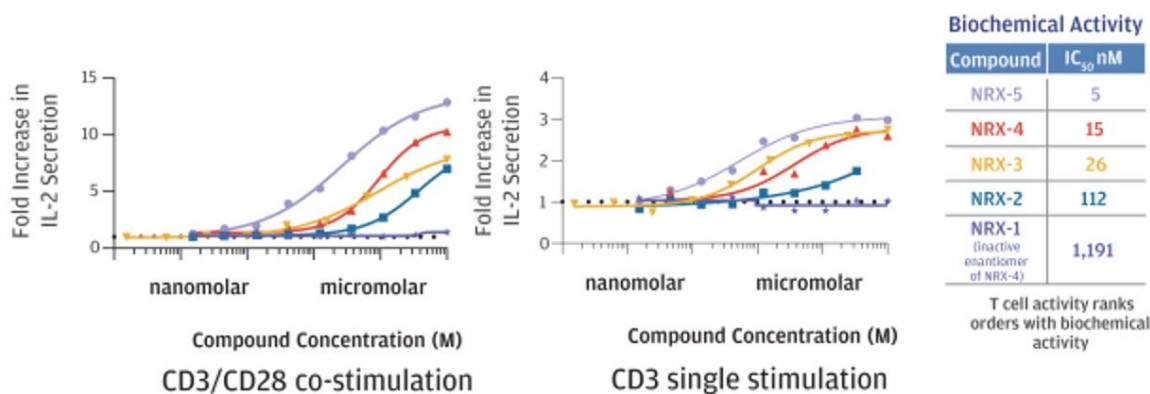 Fold Increase in
IL-2 Secretion
15
10
5
0
nanomolar
micromolar
Compound Concentration (M)
CD3/CD28 co-stimulation
Fold Increase in
IL-2 Secretion
4
3
2
1
0
nanomolar
micromolar
Compound Concentration (M)
CD3 single stimulation
Biochemical Activity
Compound IC50 nM
NRX-5 5
NRX-4 15
NRX-3 26
NRX-2 112
NRX-1
(inactive
enantiomer
of NRX-4)
1,191
T cell activity ranks
orders with biochemical
activity